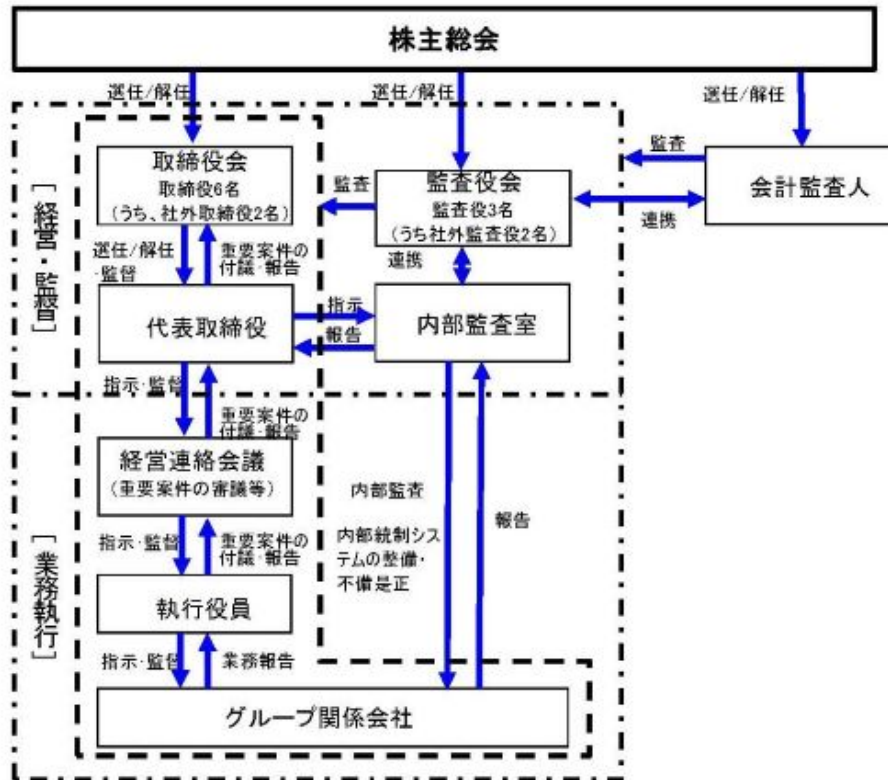 株主総会
選任/解任
選任/解任
選任/解任
取締役会
取締役6名
(うち、社外取締役2名)
監査
監査役会
監査役3名
(うち社外監査役2名)
監査
会計監査人
連携
[経営・監督]
選任/解任
・監督
重要案件の
付議・報告
連携
代表取締役
指示
報告
内部監査室
指示・監督
重要案件の
付議・報告
経営連絡会議
(重要案件の審議等)
内部監査
内部統制シス
テムの整備・
不備是正
報告
[業務執行]
指示・監督
重要案件の
付議・報告
執行役員
指示・監督
業務報告
グループ関係会社